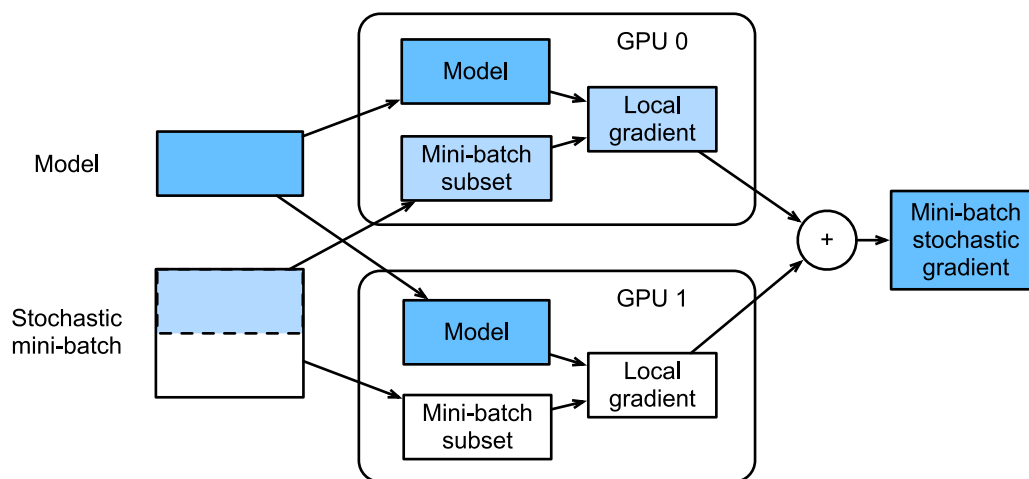 GPU 0
Model
Local
gradient
Mini-batch
subset
Model
Mini-batch
stochastic
gradient
+
Stochastic
mini-batch
GPU 1
Model
Local
gradient
Mini-batch
subset